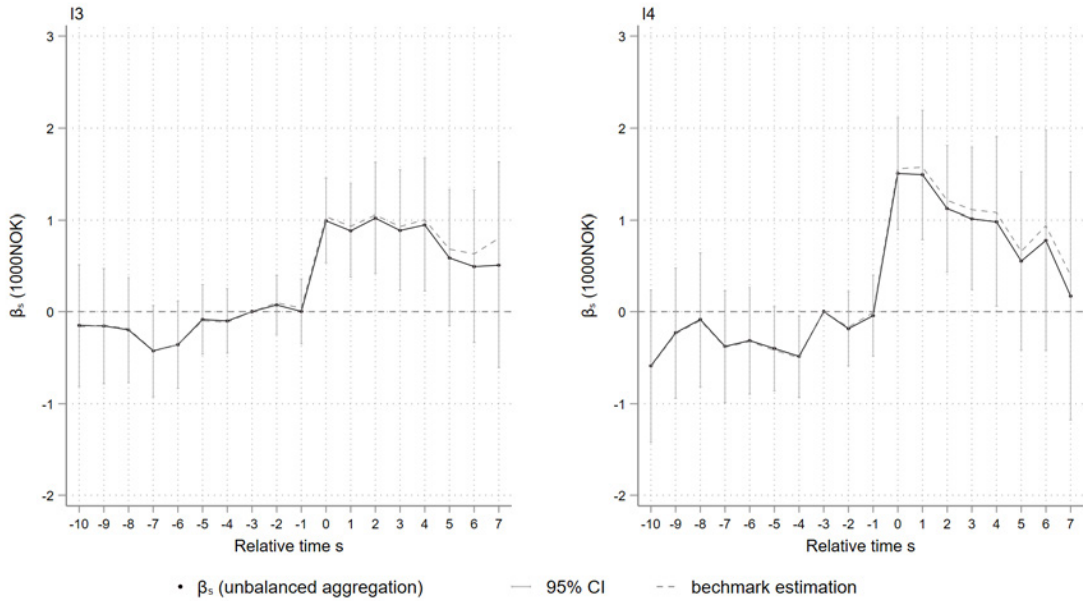 I3
3
2
1
0
-1
-2
βs (1000NOK)
-10 -9 -8 -7 -6 -5 -4 -3 -2 -1 0 1 2 3 4 5 6 7
Relative time s
I4
3
2
1
0
-1
-2
βs (1000NOK)
-10 -9 -8 -7 -6 -5 -4 -3 -2 -1 0 1 2 3 4 5 6 7
Relative time s
βs (unbalanced aggregation) 95% CI bechmark estimation